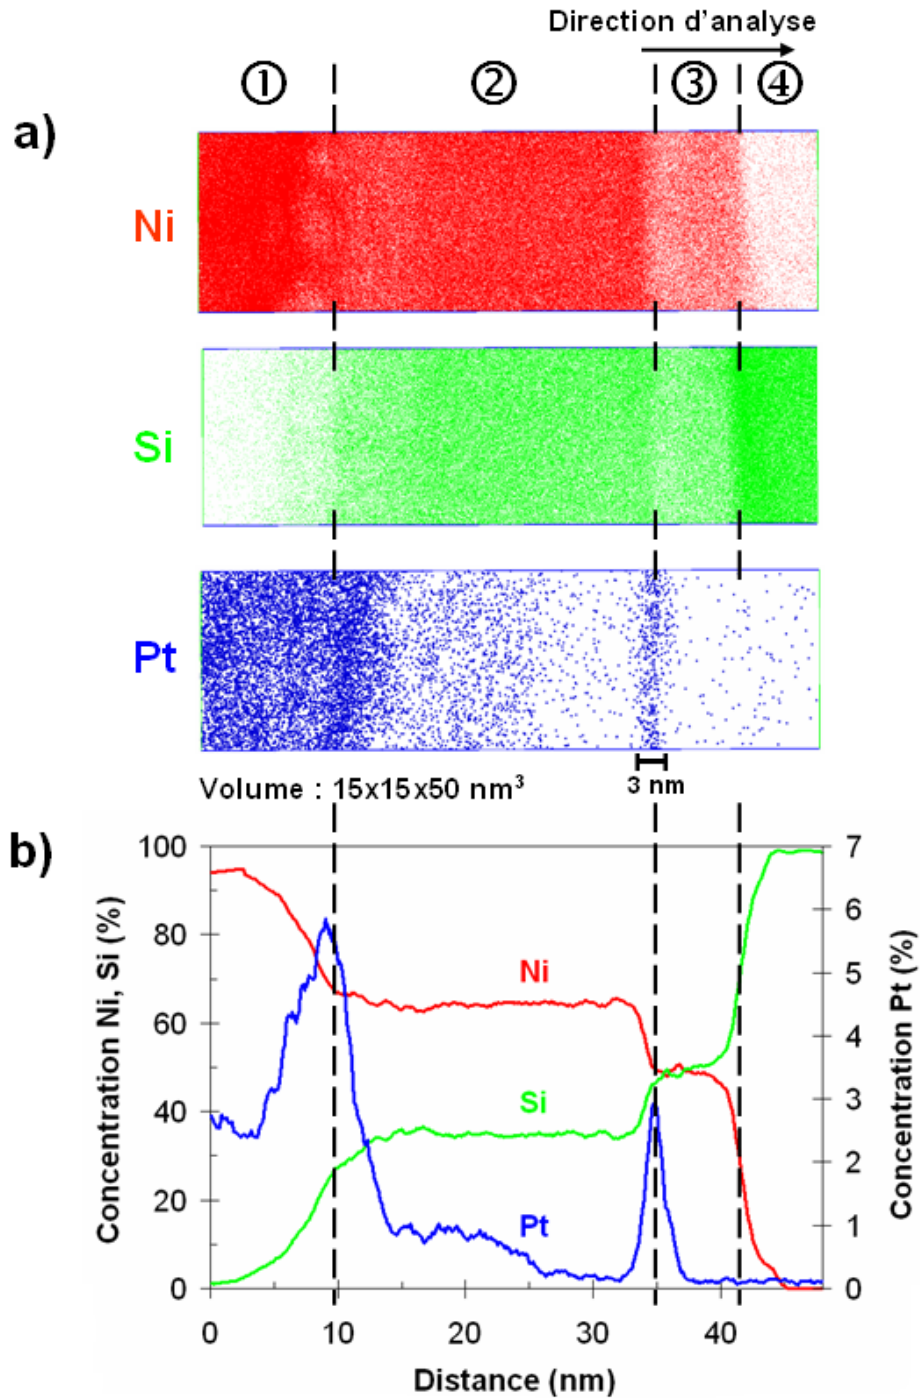 Direction d'analyse
① ② ③ ④
a)
Ni
Si
Pt
Volume : 15x15x50 nm³
3 nm
b)
100
80
60
40
20
0
Concentration Ni, Si (%)
Ni
Si
Pt
7
6
5
4
3
2
1
0
Concentration Pt (%)
0 10 20 30 40
Distance (nm)